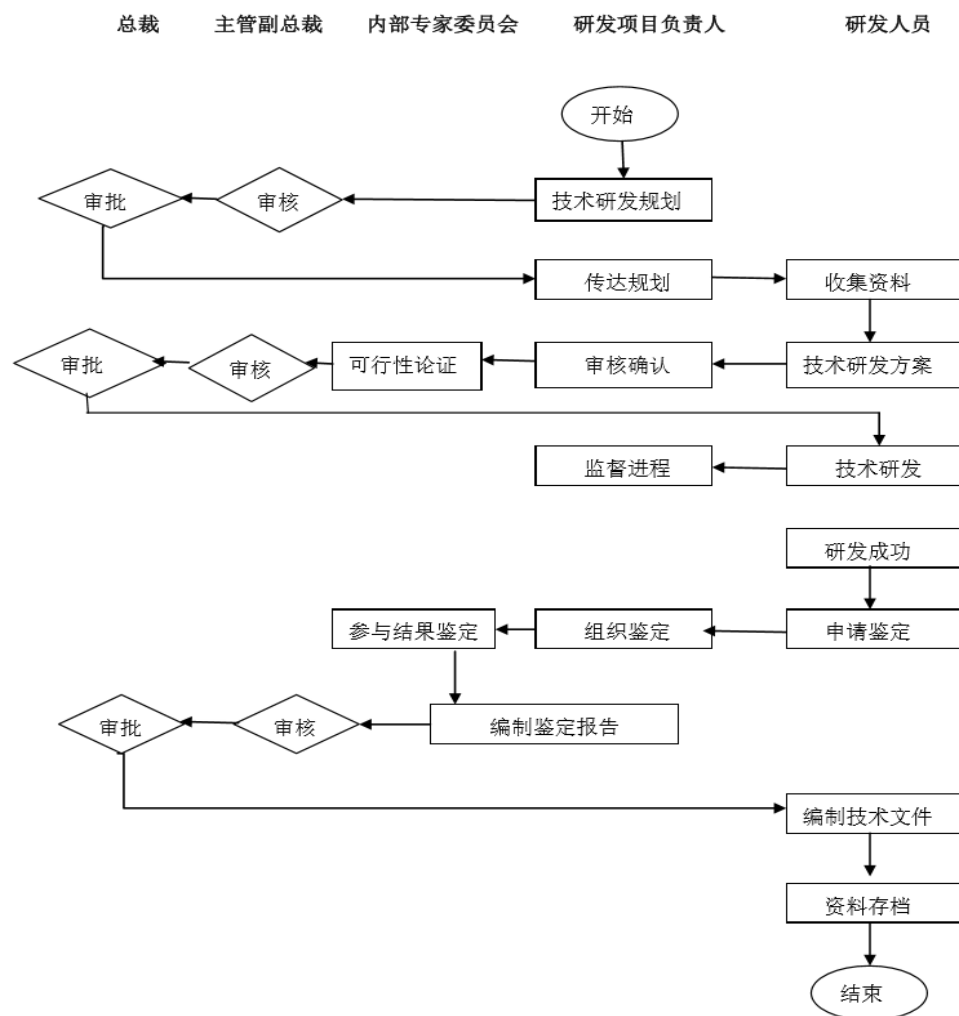 总裁 主管副总裁 内部专家委员会 研发项目负责人 研发人员
开始
审批 审核 技术研发规划
传达规划 收集资料
审批 审核 可行性论证 审核确认 技术研发方案
监督进程 技术研发
研发成功
参与结果鉴定 组织鉴定 申请鉴定
审批 审核 编制鉴定报告
编制技术文件
资料存档
结束